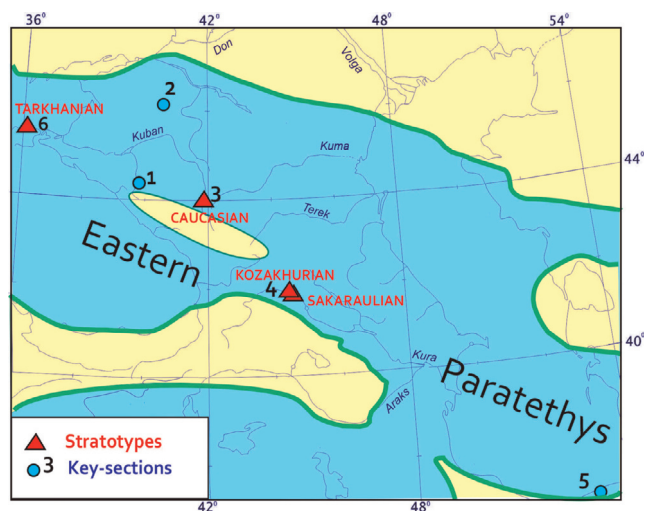 36° 42° 48° 54°
Don
Volga
2
TARKHANIAN
6
Kuban
Kuma
44°
1
3
CAUCASIAN
Terek
Eastern
KOZAKHURIAN
4
SAKARAULIAN
40°
Kura
Paratethys
Araks
Stratotypes
3 Key-sections
5
42° 48°